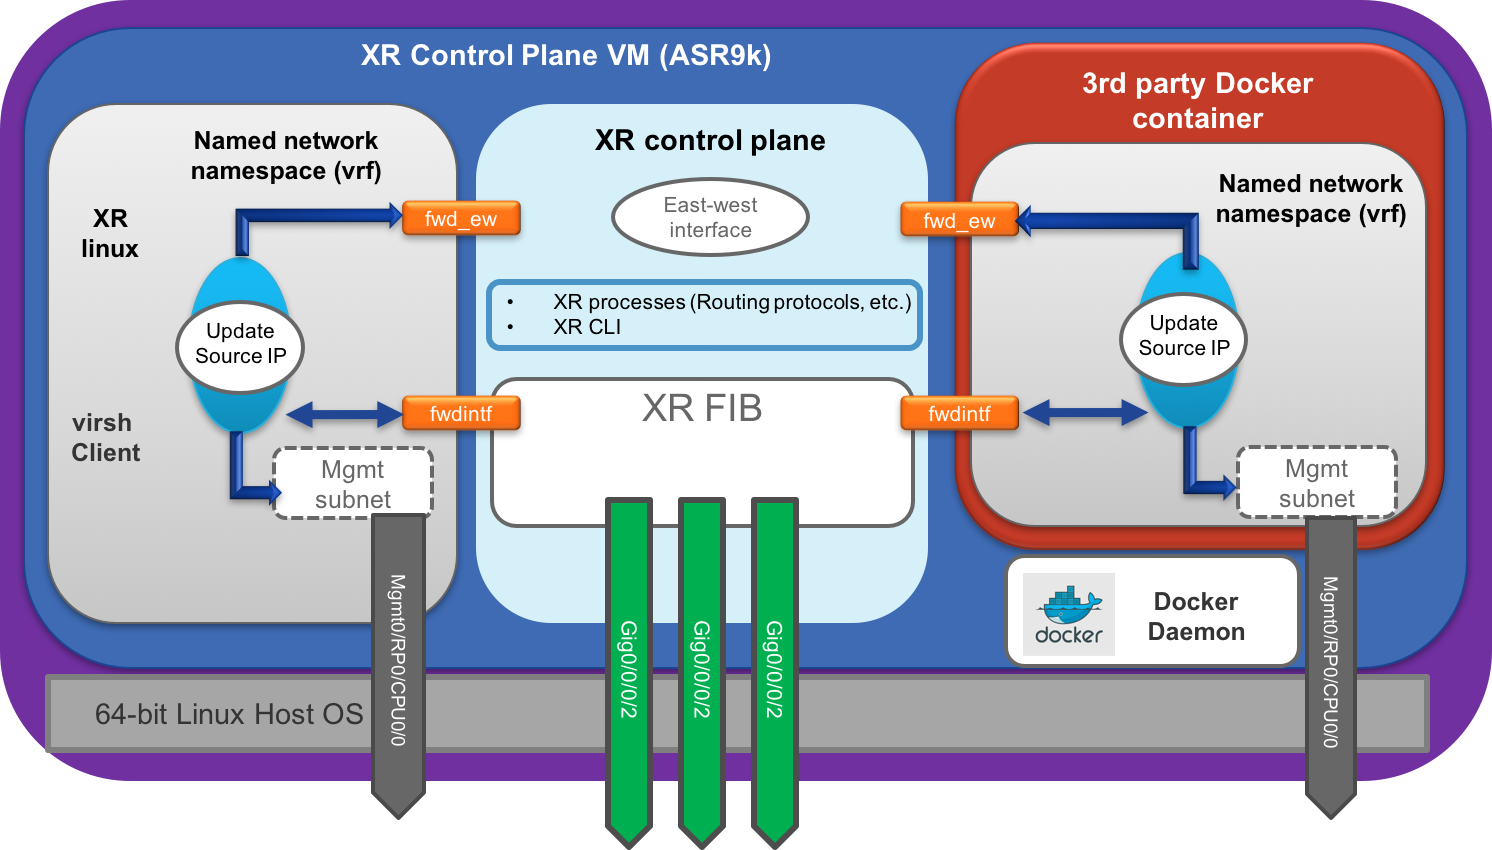 XR Control Plane VM (ASR9k)
Named network
namespace (vrf)
XR
linux
fwd_ew
Update
Source IP
virsh
Client
fwdintf
Mgmt
subnet
Mgmt0/RP0/CPU0/0
XR control plane
East-west
interface
• XR processes (Routing protocols, etc.)
• XR CLI
XR FIB
Gig0/0/0/2
Gig0/0/0/2
Gig0/0/0/2
3rd party Docker
container
Named network
namespace (vrf)
fwd_ew
Update
Source IP
fwdintf
Mgmt
subnet
Mgmt0/RP0/CPU0/0
docker
Docker
Daemon
64-bit Linux Host OS